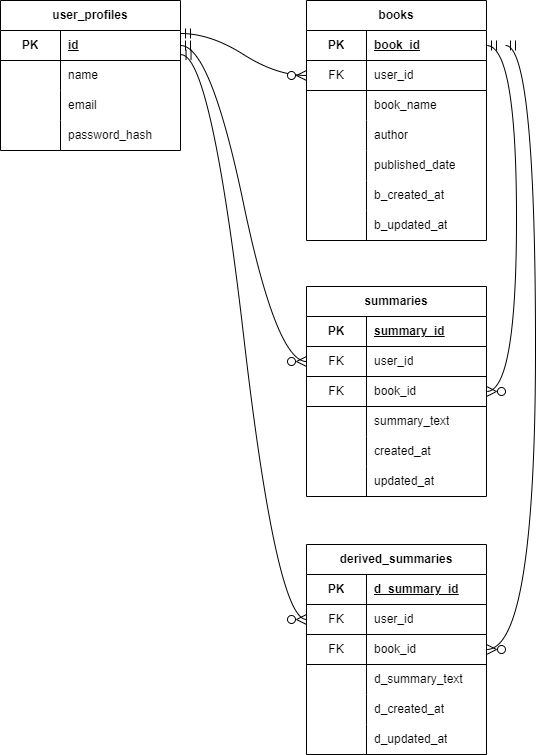 user_profiles
PK id
name
email
password_hash
books
PK book_id
FK user_id
book_name
author
published_date
b_created_at
b_updated_at
summaries
PK summary_id
FK user_id
FK book_id
summary_text
created_at
updated_at
derived_summaries
PK d_summary_id
FK user_id
FK book_id
d_summary_text
d_created_at
d_updated_at